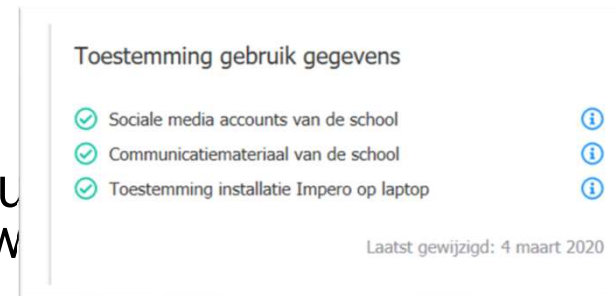 Toestemming gebruik gegevens
Sociale media accounts van de school
Communicatiemateriaal van de school
Toestemming installatie Impero op laptop
Laatst gewijzigd: 4 maart 2020